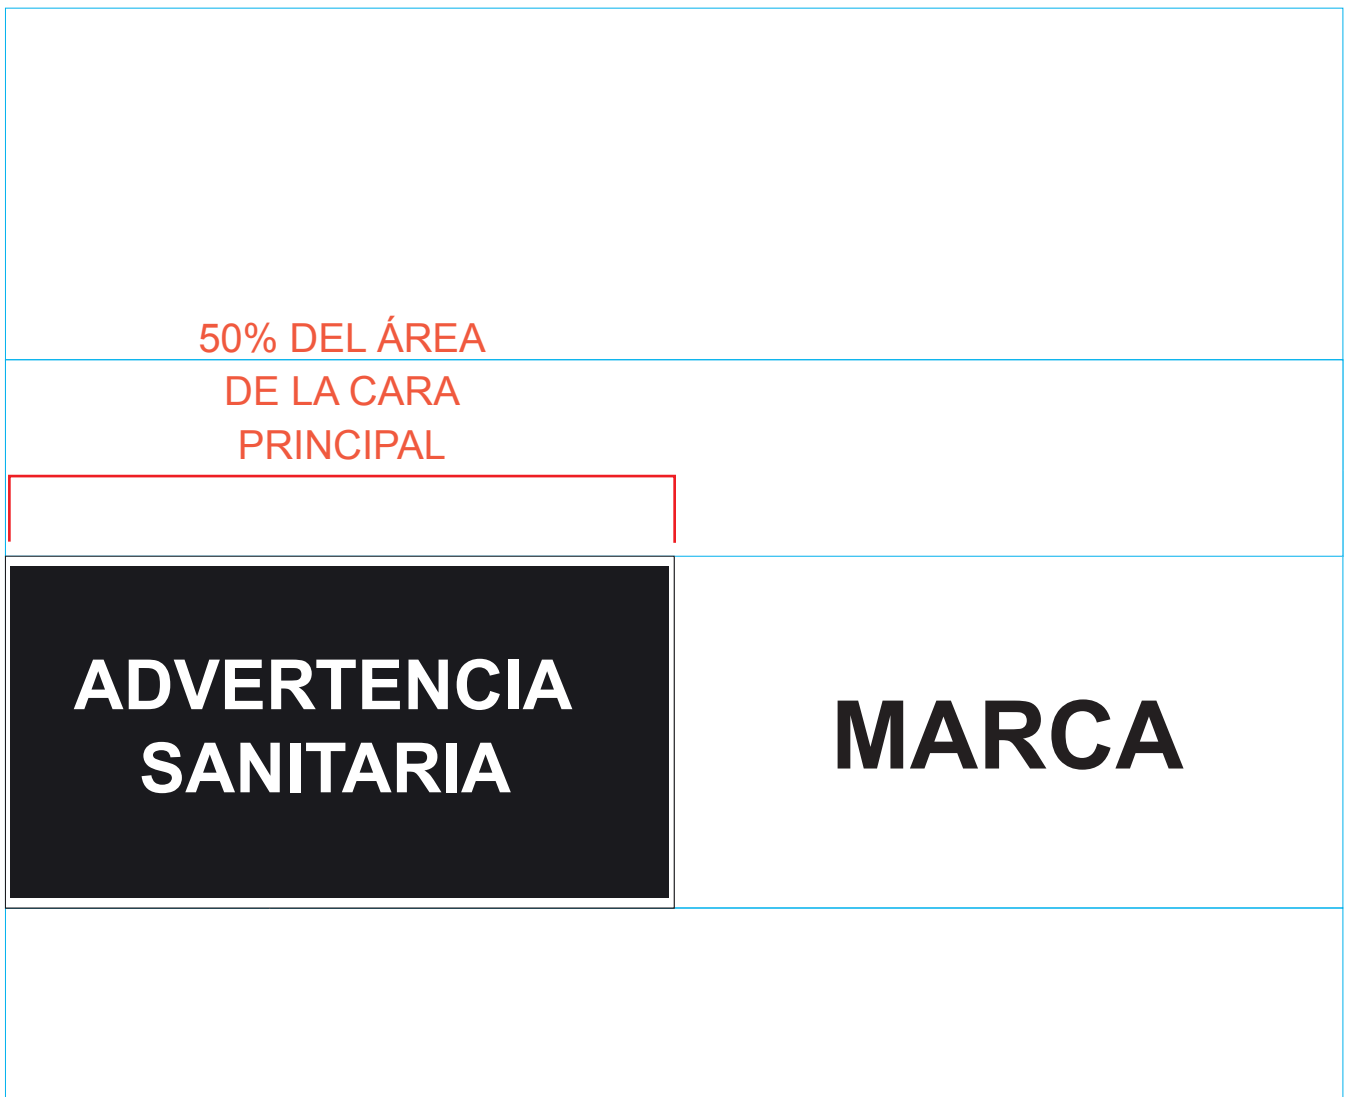 50% DEL ÁREA
DE LA CARA
PRINCIPAL
ADVERTENCIA
SANITARIA
MARCA